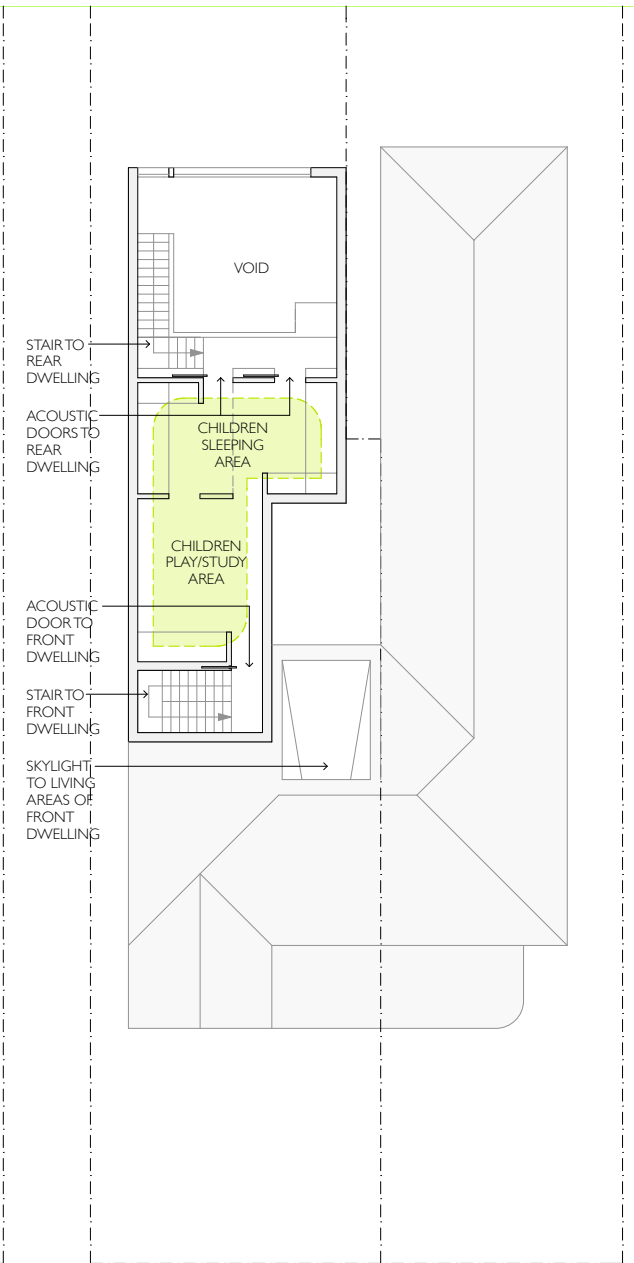 VOID
STAIR TO
REAR
DWELLING
ACOUSTIC
DOORS TO
REAR
DWELLING
CHILDREN
SLEEPING
AREA
CHILDREN
PLAY/STUDY
AREA
ACOUSTIC
DOOR TO
FRONT
DWELLING
STAIR TO
FRONT
DWELLING
SKYLIGHT
TO LIVING
AREAS OF
FRONT
DWELLING